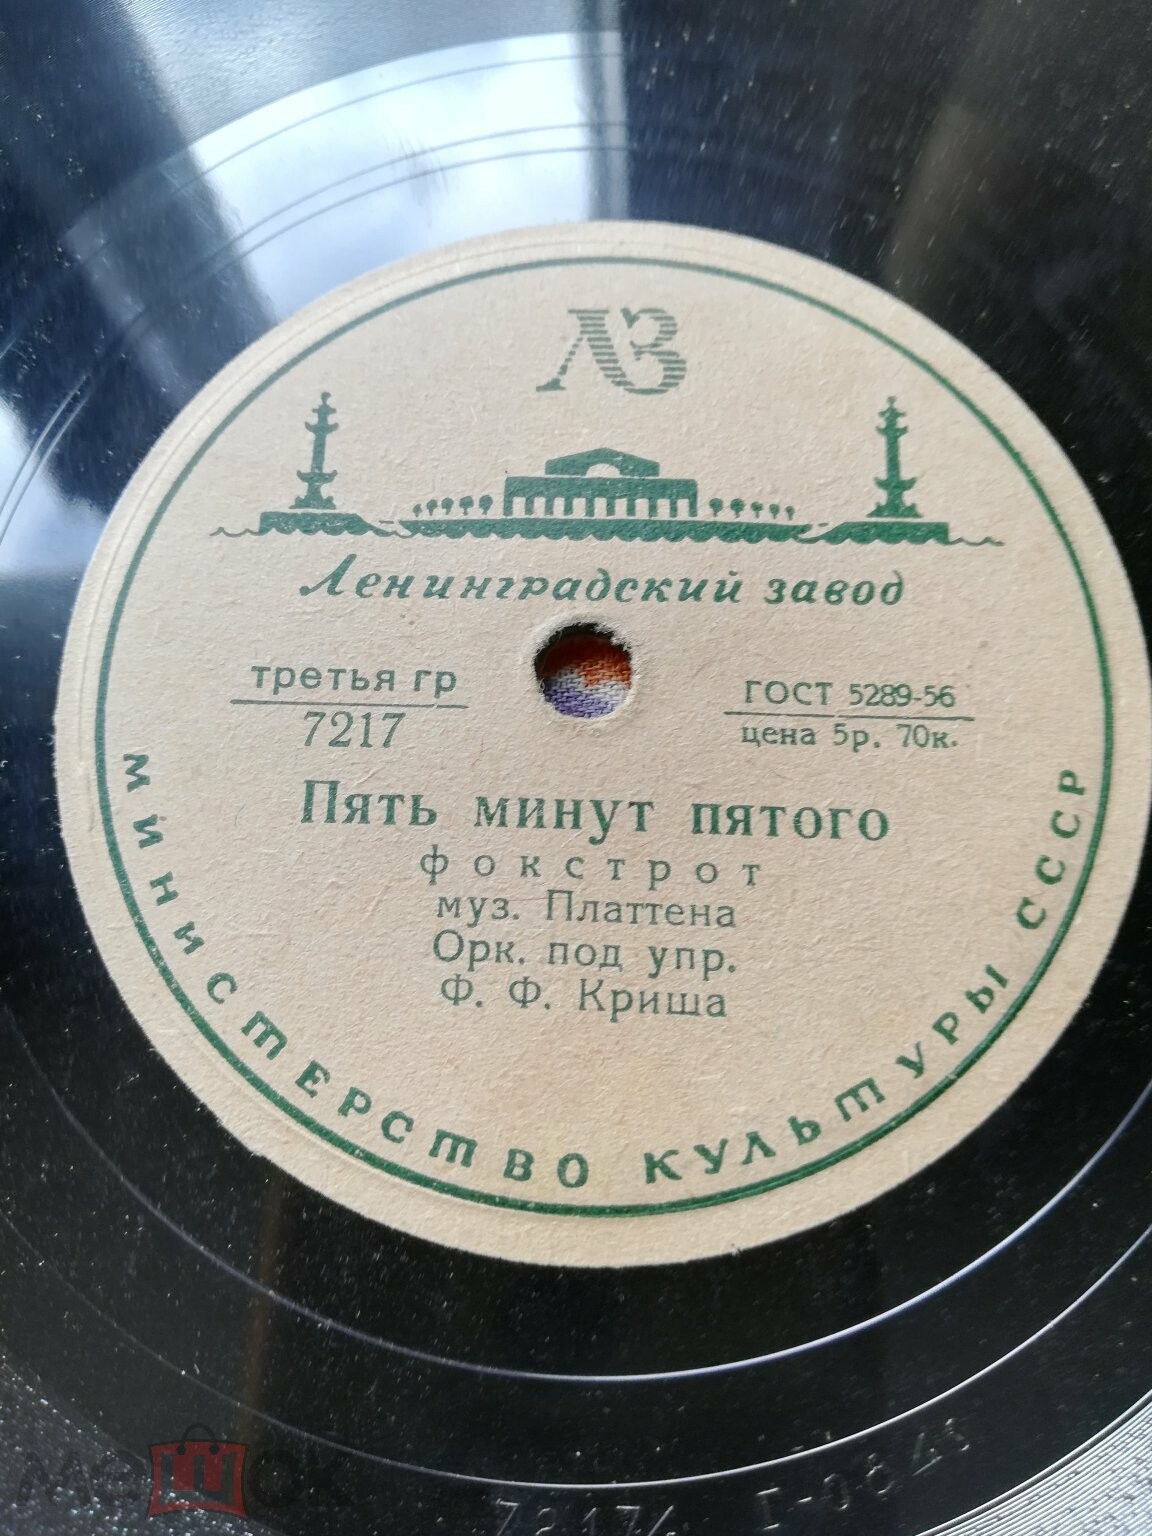 ЛЗ
Ленинградский завод
третья гр
7217
ГОСТ 5289-56
цена 5р. 70к.
Пять минут пятого
фокстрот
муз. Платтена
Орк. под упр.
Ф. Ф. Криша
МИНИСТЕРСТВО КУЛЬТУРЫ СССР
мешок